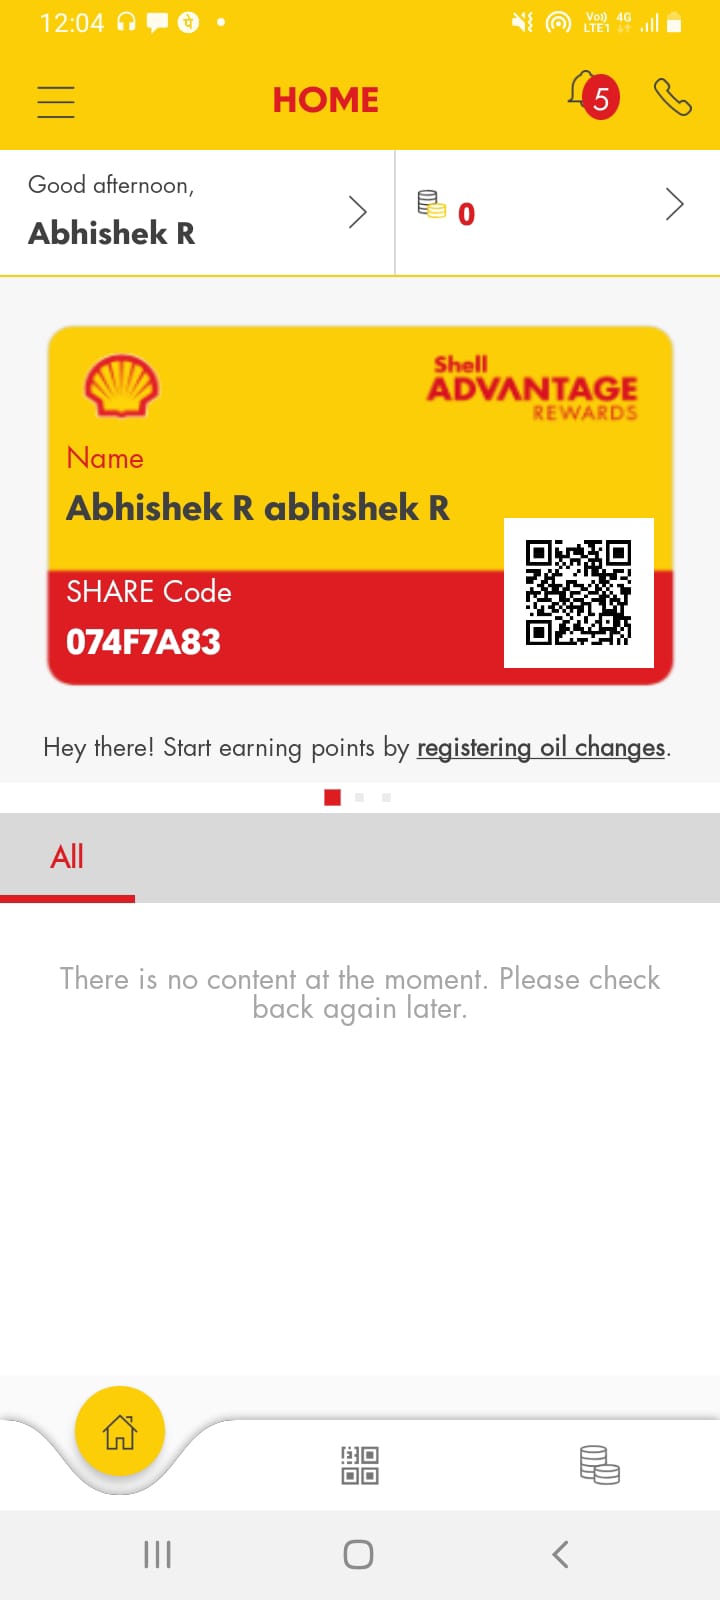 12:04
Vo)) 4G
LTE1
HOME
5
Good afternoon,
Abhishek R
0
Shell
ADVANTAGE
REWARDS
Name
Abhishek R abhishek R
SHARE Code
074F7A83
Hey there! Start earning points by registering oil changes.
All
There is no content at the moment. Please check
back again later.